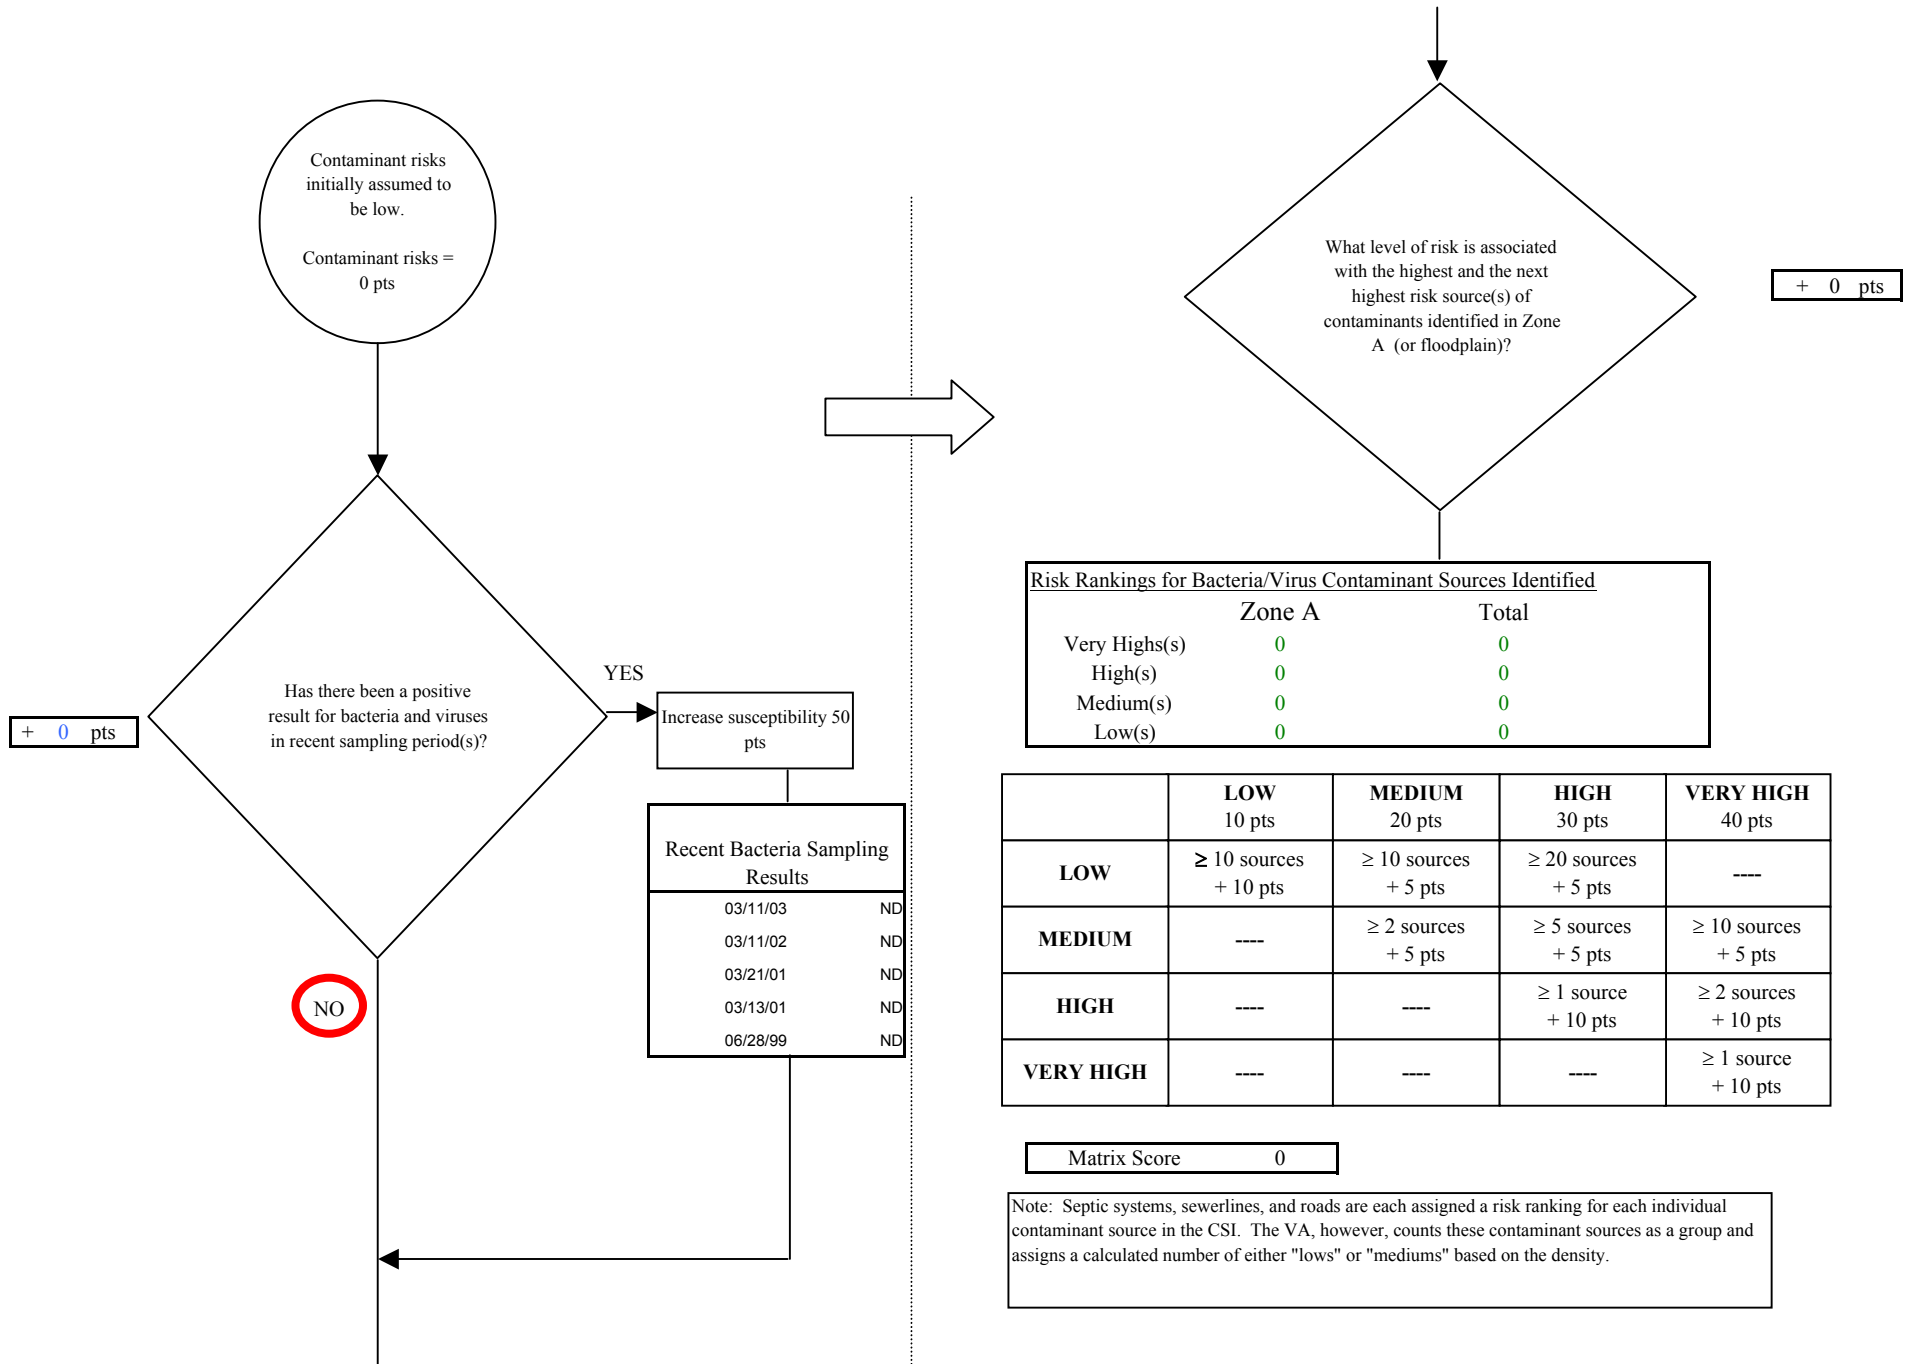 Contaminant risks
initially assumed to
be low.
Contaminant risks =
0 pts
Has there been a positive
result for bacteria and viruses
in recent sampling period(s)?
+ 0 pts
YES
Increase susceptibility 50
pts
Recent Bacteria Sampling
Results
03/11/03 ND
03/11/02 ND
03/21/01 ND
03/13/01 ND
06/28/99 ND
NO
What level of risk is associated
with the highest and the next
highest risk source(s) of
contaminants identified in Zone
A (or floodplain)?
+ 0 pts
Risk Rankings for Bacteria/Virus Contaminant Sources Identified
Zone A Total
Very Highs(s) 0 0
High(s) 0 0
Medium(s) 0 0
Low(s) 0 0
LOW MEDIUM HIGH VERY HIGH
10 pts 20 pts 30 pts 40 pts
LOW ≥ 10 sources + 10 pts ≥ 10 sources + 5 pts ≥ 20 sources + 5 pts ----
MEDIUM ---- ≥ 2 sources + 5 pts ≥ 5 sources + 5 pts ≥ 10 sources + 5 pts
HIGH ---- ---- ≥ 1 source + 10 pts ≥ 2 sources + 10 pts
VERY HIGH ---- ---- ---- ≥ 1 source + 10 pts
Matrix Score 0
Note: Septic systems, sewerlines, and roads are each assigned a risk ranking for each individual
contaminant source in the CSI. The VA, however, counts these contaminant sources as a group and
assigns a calculated number of either "lows" or "mediums" based on the density.